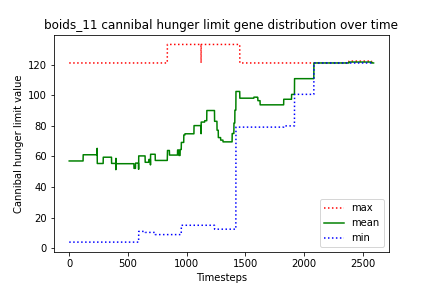 boids_11 cannibal hunger limit gene distribution over time
Cannibal hunger limit value
120
100
80
60
40
20
0
0 500 1000 1500 2000 2500
Timesteps
max
mean
min